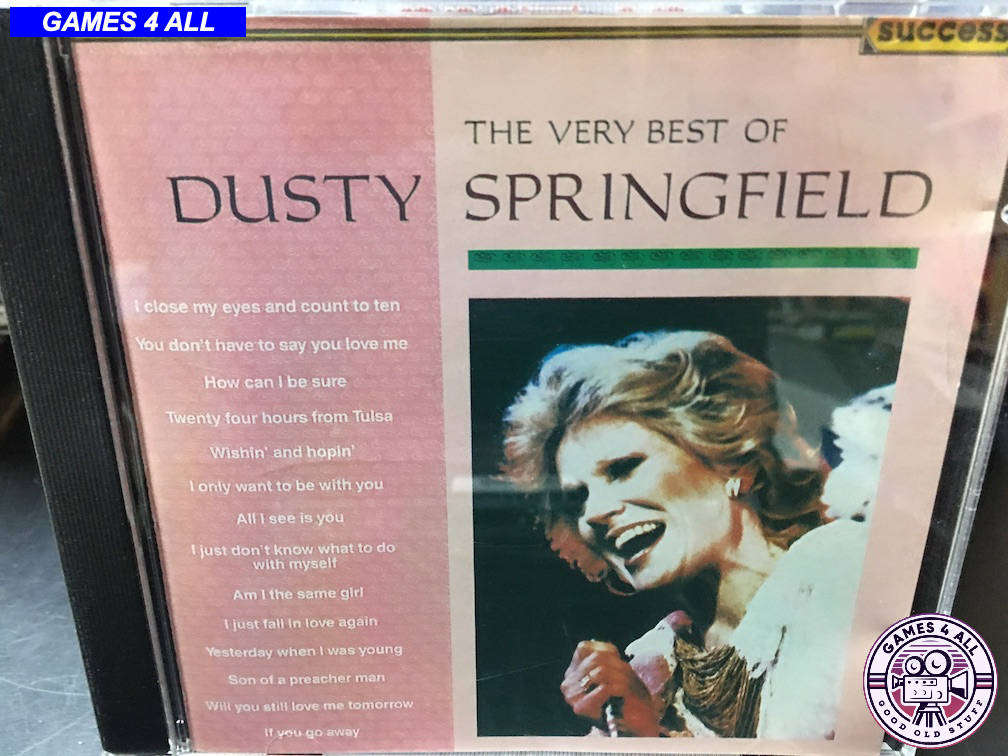 GAMES 4 ALL
success
THE VERY BEST OF
DUSTY SPRINGFIELD
I close my eyes and count to ten
You don't have to say you love me
How can I be sure
Twenty four hours from Tulsa
Wishin' and hopin'
I only want to be with you
All I see is you
I just don't know what to do
with myself
Am I the same girl
I just fall in love again
Yesterday when I was young
Son of a preacher man
Will you still love me tomorrow
If you go away
GAMES 4 ALL
GOOD OLD STUFF